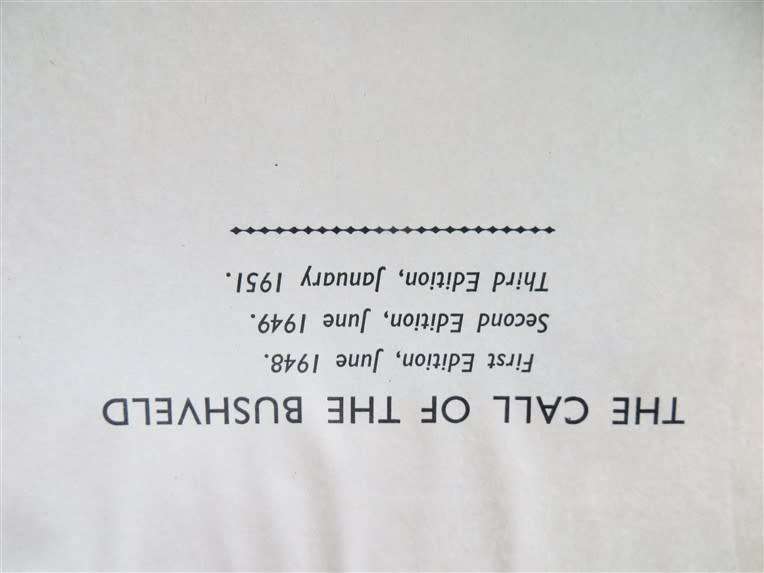 THE CALL OF THE BUSHVELD
First Edition, June 1948.
Second Edition, June 1949.
Third Edition, January 1951.